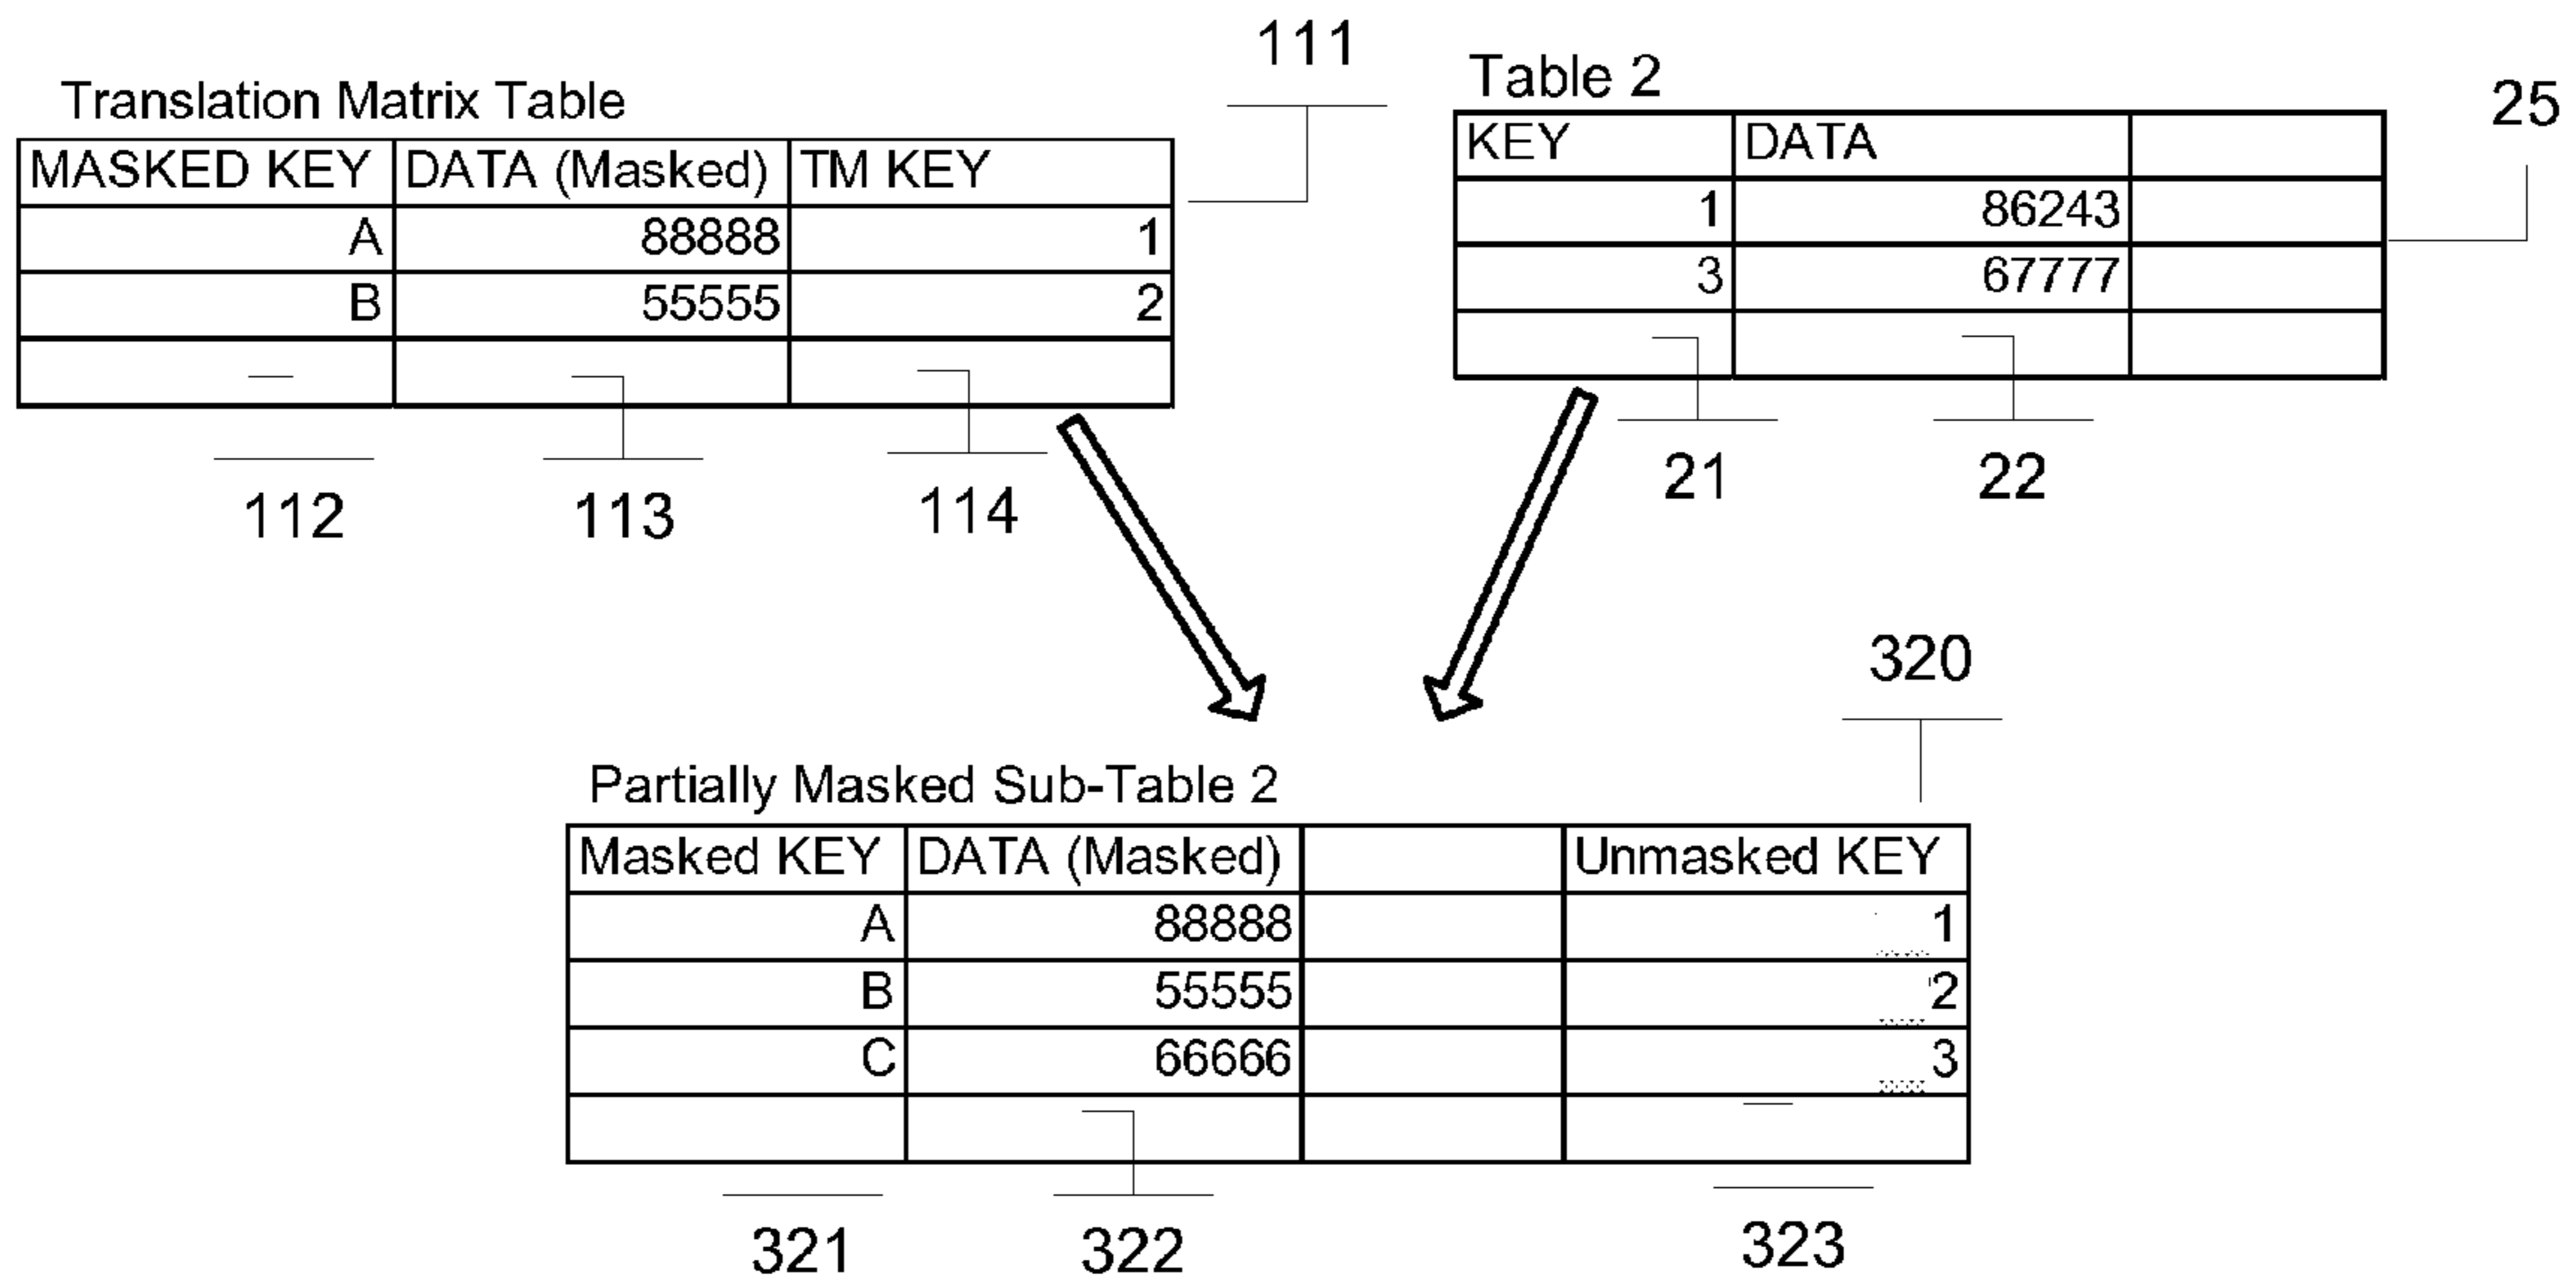 111
Translation Matrix Table
Table 2
25
MASKED KEY DATA (Masked) TM KEY
A 88888 1
B 55555 2
KEY DATA
1 86243
3 67777
112 113 114
21 22
320
Partially Masked Sub-Table 2
Masked KEY DATA (Masked) Unmasked KEY
A 88888 1
B 55555 2
C 66666 3
321 322 323